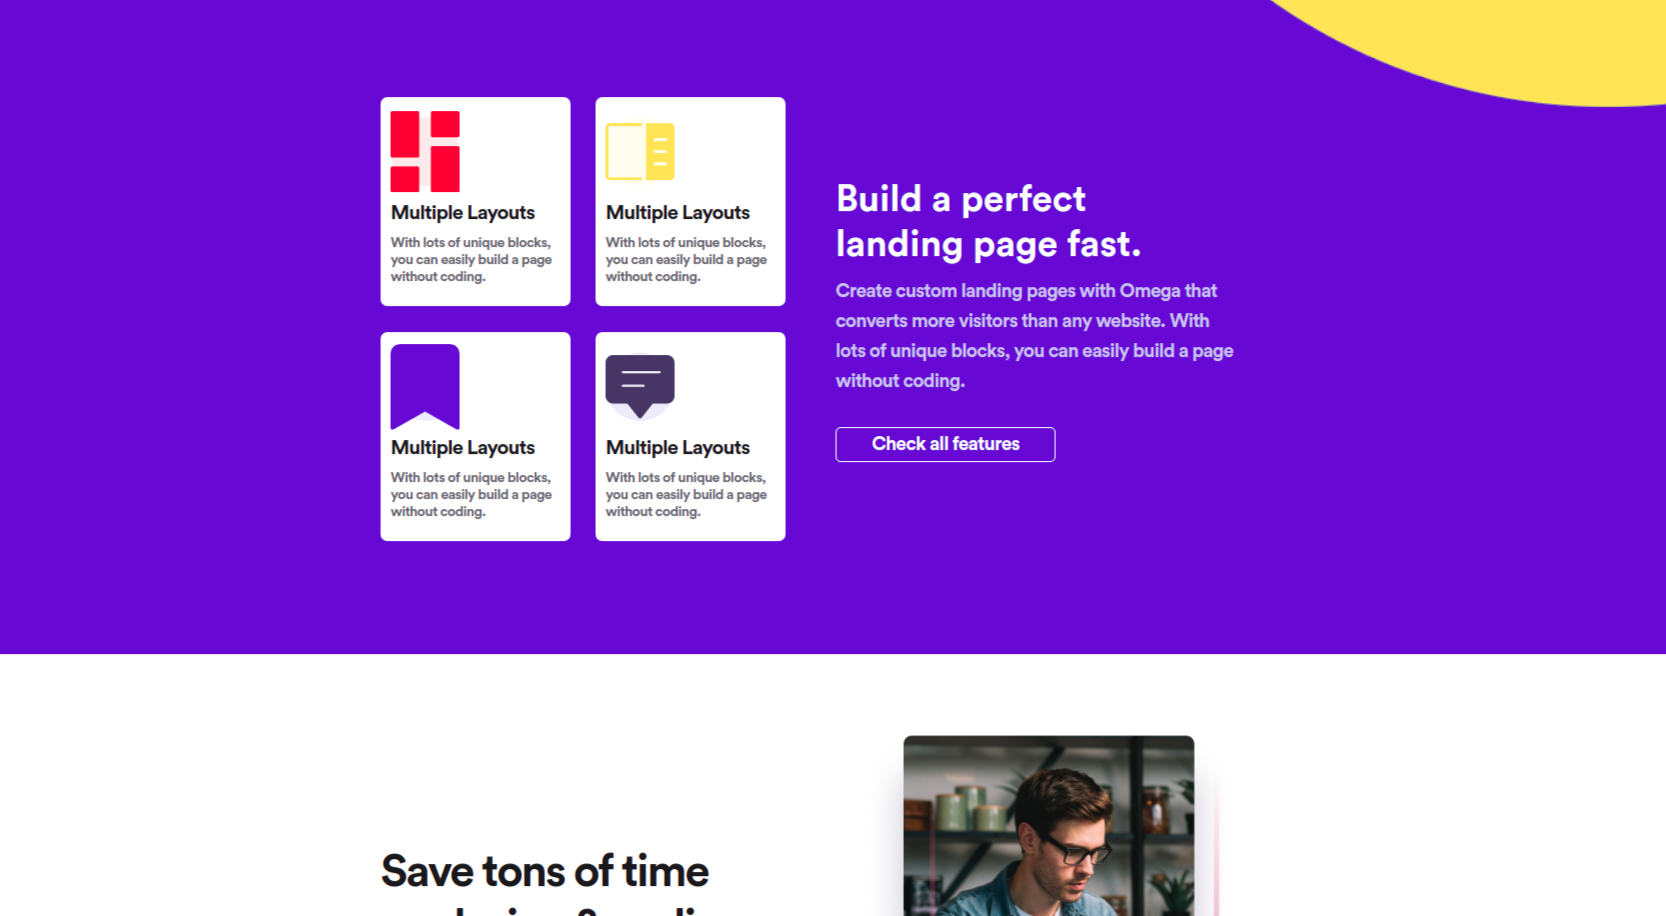 Multiple Layouts
With lots of unique blocks,
you can easily build a page
without coding.
Multiple Layouts
With lots of unique blocks,
you can easily build a page
without coding.
Multiple Layouts
With lots of unique blocks,
you can easily build a page
without coding.
Multiple Layouts
With lots of unique blocks,
you can easily build a page
without coding.
Build a perfect
landing page fast.
Create custom landing pages with Omega that
converts more visitors than any website. With
lots of unique blocks, you can easily build a page
without coding.
Check all features
Save tons of time